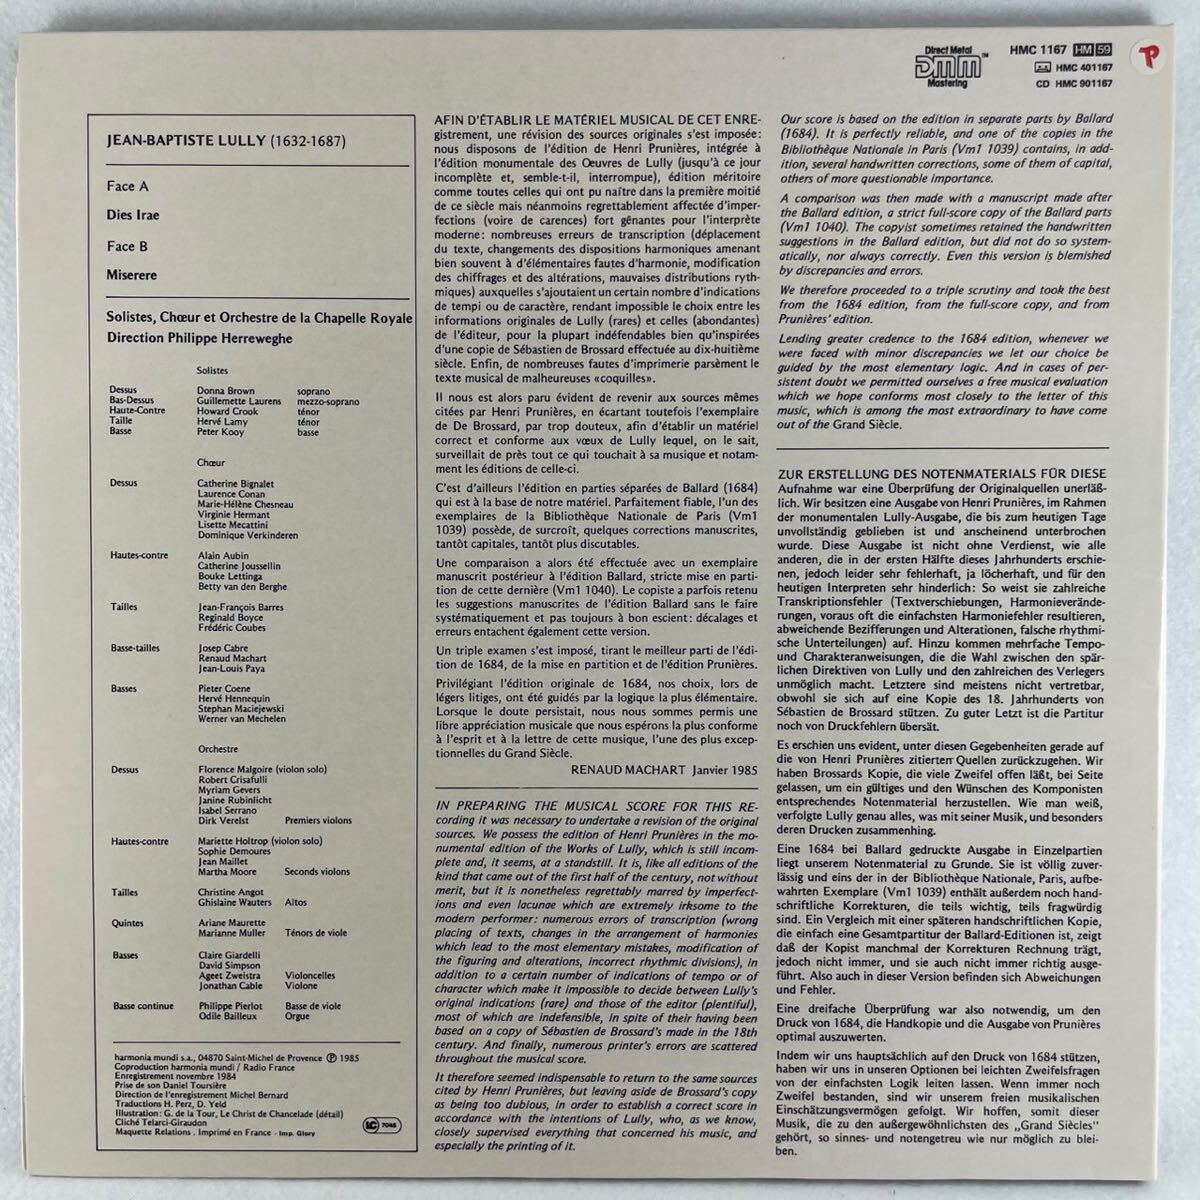 Direct Metal
DMM™
Mastering
HMC 1167 HM 59
HMC 401167
CD HMC 901167
P
JEAN-BAPTISTE LULLY (1632-1687)
Face A
Dies Irae
Face B
Miserere
Solistes, Chœur et Orchestre de la Chapelle Royale
Direction Philippe Herreweghe
Solistes
Dessus Donna Brown soprano
Bas-Dessus Guillemette Laurens mezzo-soprano
Haute-Contre Howard Crook ténor
Taille Hervé Lamy ténor
Basse Peter Kooy basse
Chœur
Dessus Catherine Bignalet
Laurence Conan
Marie-Hélène Chesneau
Virginie Hermant
Lisette Mecattini
Dominique Verkinderen
Hautes-contre Alain Aubin
Catherine Joussellin
Bouke Lettinga
Betty van den Berghe
Tailles Jean-François Barres
Reginald Boyce
Frédéric Coubes
Basse-tailles Josep Cabre
Renaud Machart
Jean-Louis Paya
Basses Pieter Coene
Hervé Hennequin
Stephan Maciejewski
Werner van Mechelen
Orchestre
Dessus Florence Malgoire (violon solo)
Robert Crisafulli
Myriam Gevers
Janine Rubinlicht
Isabel Serrano
Dirk Verelst Premiers violons
Hautes-contre Mariette Holtrop (violon solo)
Sophie Demoures
Jean Maillet
Martha Moore Seconds violons
Tailles Christine Angot
Ghislaine Wauters Altos
Quintes Ariane Maurette
Marianne Muller Ténors de viole
Basses Claire Giardelli
David Simpson
Ageet Zweistra Violoncelles
Jonathan Cable Violone
Basse continue Philippe Pierlot Basse de viole
Odile Bailleux Orgue
harmonia mundi s.a., 04870 Saint-Michel de Provence Ⓟ 1985
Coproduction harmonia mundi / Radio France
Enregistrement novembre 1984
Prise de son Daniel Toursière
Direction de l'enregistrement Michel Bernard
Traductions H. Perz, D. Yeld
Illustration: G. de la Tour, Le Christ de Chancelade (détail)
Cliché Telarci-Giraudon
Maquette Relations . Imprimé en France - Imp. Glory
LC 7045
AFIN D'ÉTABLIR LE MATÉRIEL MUSICAL DE CET ENRE-
gistrement, une révision des sources originales s'est imposée:
nous disposons de l'édition de Henri Prunières, intégrée à
l'édition monumentale des Œuvres de Lully (jusqu'à ce jour
incomplète et, semble-t-il, interrompue), édition méritoire
comme toutes celles qui ont pu naître dans la première moitié
de ce siècle mais néanmoins regrettablement affectée d'imper-
fections (voire de carences) fort gênantes pour l'interprète
moderne: nombreuses erreurs de transcription (déplacement
du texte, changements des dispositions harmoniques amenant
bien souvent à d'élémentaires fautes d'harmonie, modification
des chiffrages et des altérations, mauvaises distributions ryth-
miques) auxquelles s'ajoutaient un certain nombre d'indications
de tempi ou de caractère, rendant impossible le choix entre les
informations originales de Lully (rares) et celles (abondantes)
de l'éditeur, pour la plupart indéfendables bien qu'inspirées
d'une copie de Sébastien de Brossard effectuée au dix-huitième
siècle. Enfin, de nombreuses fautes d'imprimerie parsèment le
texte musical de malheureuses «coquilles».
Il nous est alors paru évident de revenir aux sources mêmes
citées par Henri Prunières, en écartant toutefois l'exemplaire
de De Brossard, par trop douteux, afin d'établir un matériel
correct et conforme aux vœux de Lully lequel, on le sait,
surveillait de près tout ce qui touchait à sa musique et notam-
ment les éditions de celle-ci.
C'est d'ailleurs l'édition en parties séparées de Ballard (1684)
qui est à la base de notre matériel. Parfaitement fiable, l'un des
exemplaires de la Bibliothèque Nationale de Paris (Vm1
1039) possède, de surcroît, quelques corrections manuscrites,
tantôt capitales, tantôt plus discutables.
Une comparaison a alors été effectuée avec un exemplaire
manuscrit postérieur à l'édition Ballard, stricte mise en parti-
tion de cette dernière (Vm1 1040). Le copiste a parfois retenu
les suggestions manuscrites de l'édition Ballard sans le faire
systématiquement et pas toujours à bon escient: décalages et
erreurs entachent également cette version.
Un triple examen s'est imposé, tirant le meilleur parti de l'édi-
tion de 1684, de la mise en partition et de l'édition Prunières.
Privilégiant l'édition originale de 1684, nos choix, lors de
légers litiges, ont été guidés par la logique la plus élémentaire.
Lorsque le doute persistait, nous nous sommes permis une
libre appréciation musicale que nous espérons la plus conforme
à l'esprit et à la lettre de cette musique, l'une des plus excep-
tionnelles du Grand Siècle.
RENAUD MACHART Janvier 1985
IN PREPARING THE MUSICAL SCORE FOR THIS RE-
cording it was necessary to undertake a revision of the original
sources. We possess the edition of Henri Prunières in the mo-
numental edition of the Works of Lully, which is still incom-
plete and, it seems, at a standstill. It is, like all editions of the
kind that came out of the first half of the century, not without
merit, but it is nonetheless regrettably marred by imperfect-
ions and even lacunae which are extremely irksome to the
modern performer: numerous errors of transcription (wrong
placing of texts, changes in the arrangement of harmonies
which lead to the most elementary mistakes, modification of
the figuring and alterations, incorrect rhythmic divisions), in
addition to a certain number of indications of tempo or of
character which make it impossible to decide between Lully's
original indications (rare) and those of the editor (plentiful),
most of which are indefensible, in spite of their having been
based on a copy of Sébastien de Brossard's made in the 18th
century. And finally, numerous printer's errors are scattered
throughout the musical score.
It therefore seemed indispensable to return to the same sources
cited by Henri Prunières, but leaving aside de Brossard's copy
as being too dubious, in order to establish a correct score in
accordance with the intentions of Lully, who, as we know,
closely supervised everything that concerned his music, and
especially the printing of it.
Our score is based on the edition in separate parts by Ballard
(1684). It is perfectly reliable, and one of the copies in the
Bibliothèque Nationale in Paris (Vm1 1039) contains, in add-
ition, several handwritten corrections, some of them of capital,
others of more questionable importance.
A comparison was then made with a manuscript made after
the Ballard edition, a strict full-score copy of the Ballard parts
(Vm1 1040). The copyist sometimes retained the handwritten
suggestions in the Ballard edition, but did not do so system-
atically, nor always correctly. Even this version is blemished
by discrepancies and errors.
We therefore proceeded to a triple scrutiny and took the best
from the 1684 edition, from the full-score copy, and from
Prunières' edition.
Lending greater credence to the 1684 edition, whenever we
were faced with minor discrepancies we let our choice be
guided by the most elementary logic. And in cases of per-
sistent doubt we permitted ourselves a free musical evaluation
which we hope conforms most closely to the letter of this
music, which is among the most extraordinary to have come
out of the Grand Siècle.
ZUR ERSTELLUNG DES NOTENMATERIALS FÜR DIESE
Aufnahme war eine Überprüfung der Originalquellen unerläß-
lich. Wir besitzen eine Ausgabe von Henri Prunières, im Rahmen
der monumentalen Lully-Ausgabe, die bis zum heutigen Tage
unvollständig geblieben ist und anscheinend unterbrochen
wurde. Diese Ausgabe ist nicht ohne Verdienst, wie alle
anderen, die in der ersten Hälfte dieses Jahrhunderts erschie-
nen, jedoch leider sehr fehlerhaft, ja löcherhaft, und für den
heutigen Interpreten sehr hinderlich: So weist sie zahlreiche
Transkriptionsfehler (Textverschiebungen, Harmonieverände-
rungen, voraus oft die einfachsten Harmoniefehler resultieren,
abweichende Bezifferungen und Alterationen, falsche rhythmi-
sche Unterteilungen) auf. Hinzu kommen mehrfache Tempo-
und Charakteranweisungen, die die Wahl zwischen den spär-
lichen Direktiven von Lully und den zahlreichen des Verlegers
unmöglich macht. Letztere sind meistens nicht vertretbar,
obwohl sie sich auf eine Kopie des 18. Jahrhunderts von
Sébastien de Brossard stützen. Zu guter Letzt ist die Partitur
noch von Druckfehlern übersät.
Es erschien uns evident, unter diesen Gegebenheiten gerade auf
die von Henri Prunières zitierten Quellen zurückzugehen. Wir
haben Brossards Kopie, die viele Zweifel offen läßt, bei Seite
gelassen, um ein gültiges und den Wünschen des Komponisten
entsprechendes Notenmaterial herzustellen. Wie man weiß,
verfolgte Lully genau alles, was mit seiner Musik, und besonders
deren Drucken zusammenhing.
Eine 1684 bei Ballard gedruckte Ausgabe in Einzelpartien
liegt unserem Notenmaterial zu Grunde. Sie ist völlig zuver-
lässig und eins der in der Bibliothèque Nationale, Paris, aufbe-
wahrten Exemplare (Vm1 1039) enthält außerdem noch hand-
schriftliche Korrekturen, die teils wichtig, teils fragwürdig
sind. Ein Vergleich mit einer späteren handschriftlichen Kopie,
die einfach eine Gesamtpartitur der Ballard-Editionen ist, zeigt
daß der Kopist manchmal der Korrekturen Rechnung trägt,
jedoch nicht immer, und sie auch nicht immer richtig ausge-
führt. Also auch in dieser Version befinden sich Abweichungen
und Fehler.
Eine dreifache Überprüfung war also notwendig, um den
Druck von 1684, die Handkopie und die Ausgabe von Prunières
optimal auszuwerten.
Indem wir uns hauptsächlich auf den Druck von 1684 stützen,
haben wir uns in unseren Optionen bei leichten Zweifelsfragen
von der einfachsten Logik leiten lassen. Wenn immer noch
Zweifel bestanden, sind wir unserem freien musikalischen
Einschätzungsvermögen gefolgt. Wir hoffen, somit dieser
Musik, die zu den außergewöhnlichsten des „Grand Siècles"
gehört, so sinnes- und notengetreu wie nur möglich zu blei-
ben.